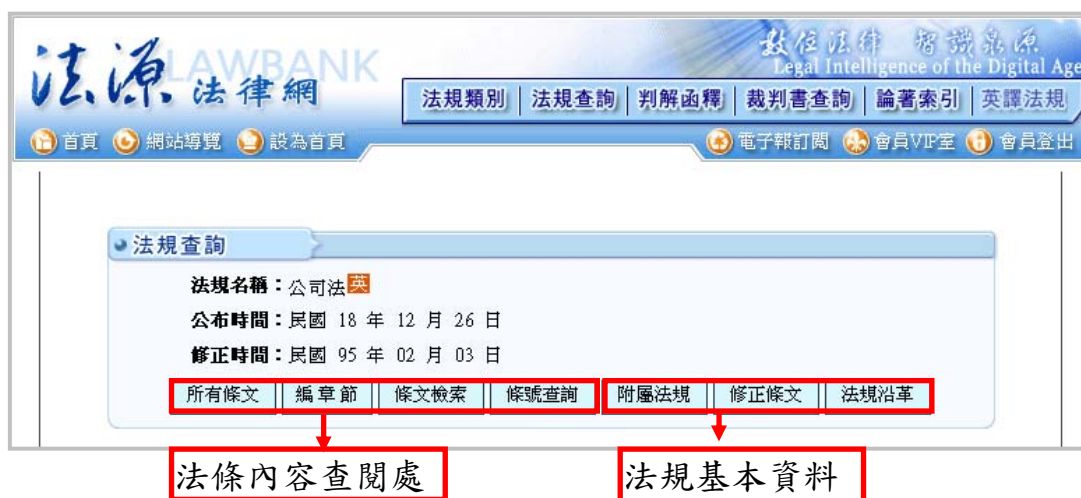 法源 法律網 LAWBANK
數位法律 智識泉源
Legal Intelligence of the Digital Age
法規類別 法規查詢 判解函釋 裁判書查詢 論著索引 英譯法規
首頁 網站導覽 設為首頁 電子報訂閱 會員VIP室 會員登出
法規查詢
法規名稱：公司法 英
公布時間：民國 18 年 12 月 26 日
修正時間：民國 95 年 02 月 03 日
所有條文 編章節 條文檢索 條號查詢 附屬法規 修正條文 法規沿革
法條內容查閱處 法規基本資料